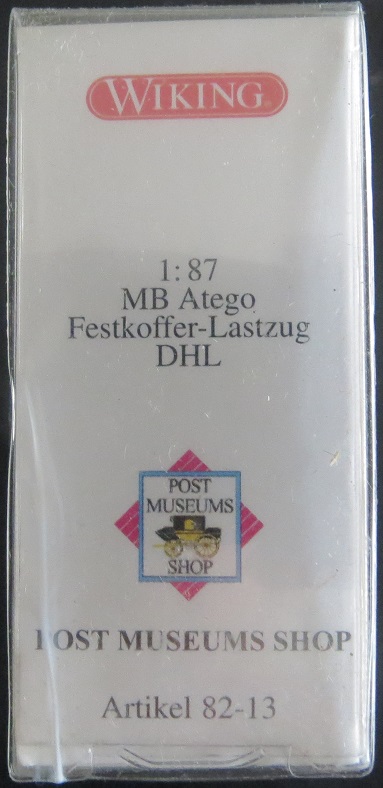 WIKING
1:87
MB Atego
Festkoffer-Lastzug
DHL
POST
MUSEUMS
SHOP
POST MUSEUMS SHOP
Artikel 82-13